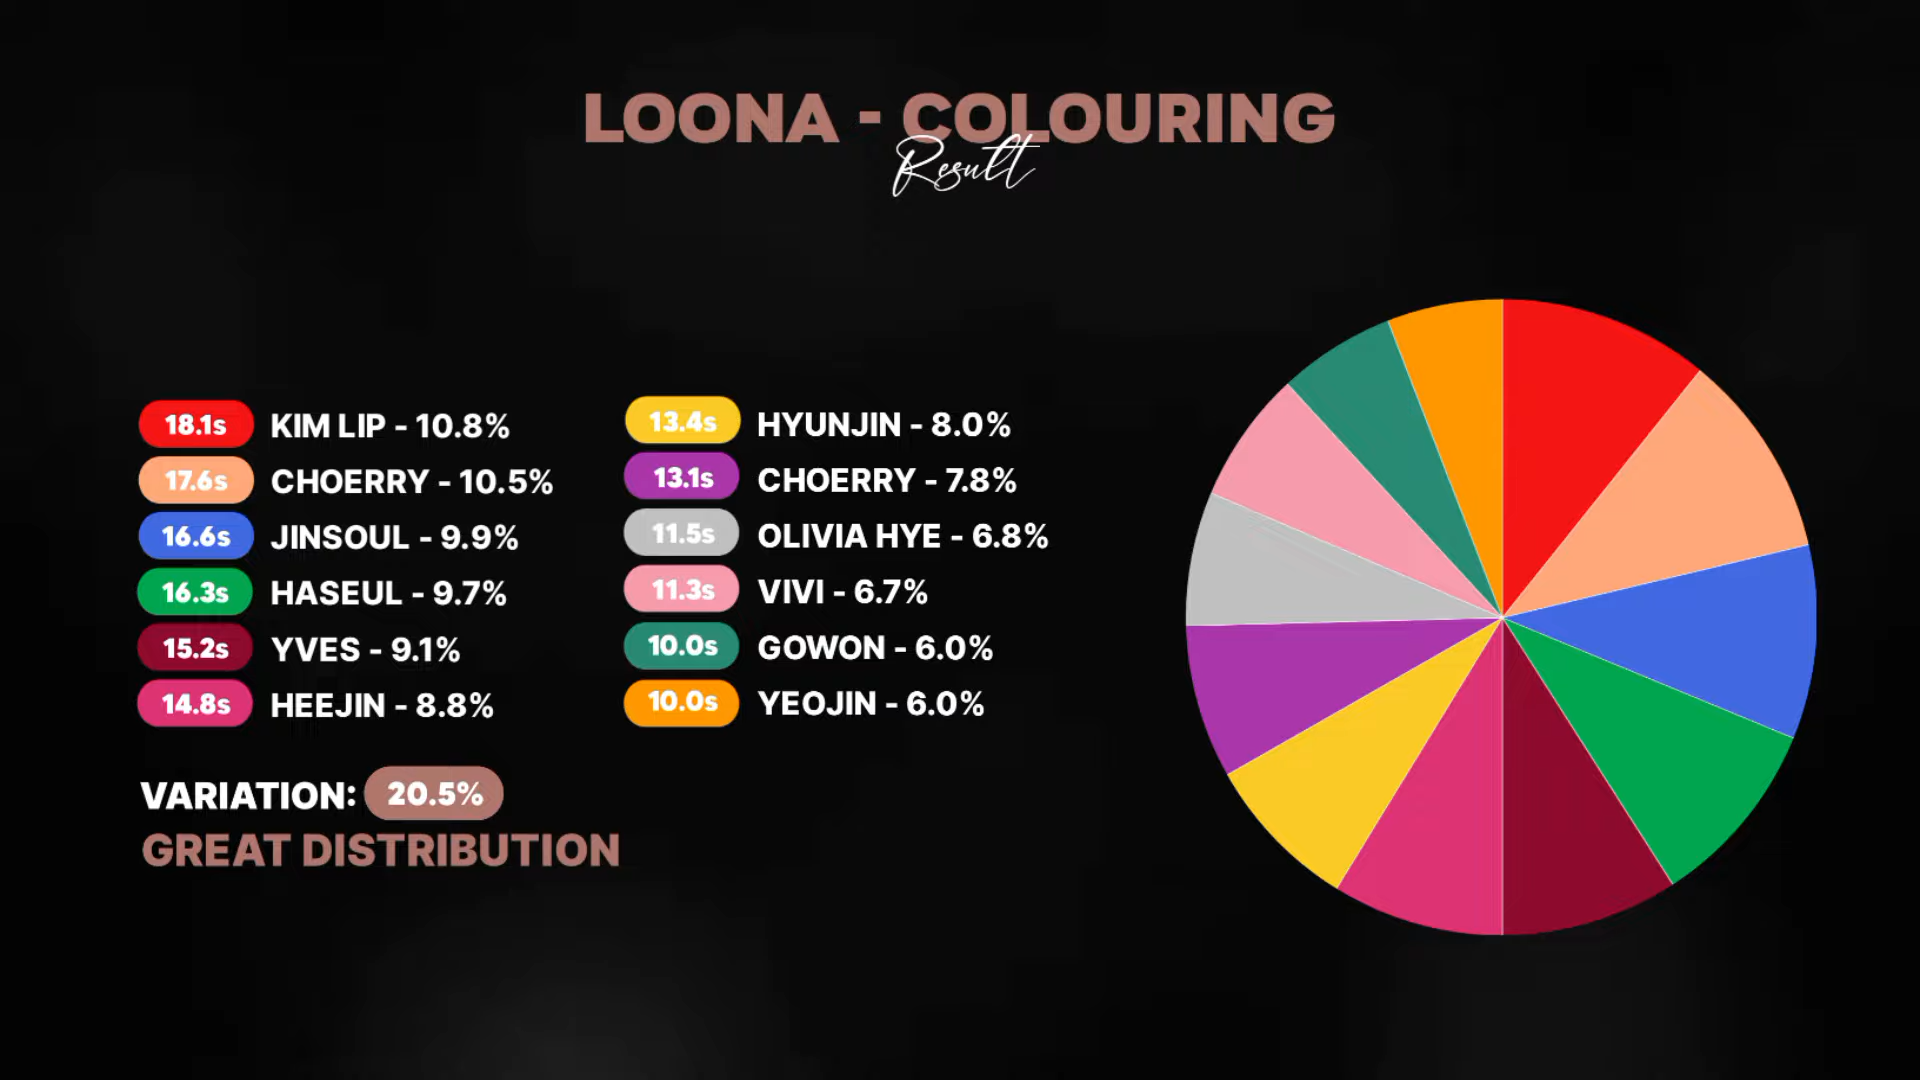 LOONA - COLOURING
Result
18.1s KIM LIP - 10.8%
17.6s CHOERRY - 10.5%
16.6s JINSOUL - 9.9%
16.3s HASEUL - 9.7%
15.2s YVES - 9.1%
14.8s HEEJIN - 8.8%
13.4s HYUNJIN - 8.0%
13.1s CHOERRY - 7.8%
11.5s OLIVIA HYE - 6.8%
11.3s VIVI - 6.7%
10.0s GOWON - 6.0%
10.0s YEOJIN - 6.0%
VARIATION: 20.5%
GREAT DISTRIBUTION